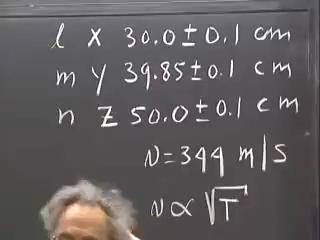 l X 30.0 ± 0.1 cm
m y 39.85 ± 0.1 cm
n Z 50.0 ± 0.1 cm
v = 344 m/s
v ∝ √T